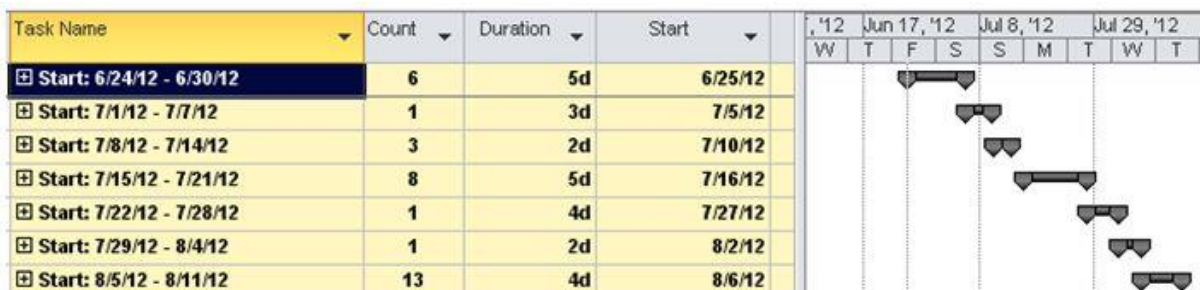 Task Name Count Duration Start , '12 Jun 17, '12 Jul 8, '12 Jul 29, '12
W T F S S M T W T
Start: 6/24/12 - 6/30/12 6 5d 6/25/12
Start: 7/1/12 - 7/7/12 1 3d 7/5/12
Start: 7/8/12 - 7/14/12 3 2d 7/10/12
Start: 7/15/12 - 7/21/12 8 5d 7/16/12
Start: 7/22/12 - 7/28/12 1 4d 7/27/12
Start: 7/29/12 - 8/4/12 1 2d 8/2/12
Start: 8/5/12 - 8/11/12 13 4d 8/6/12